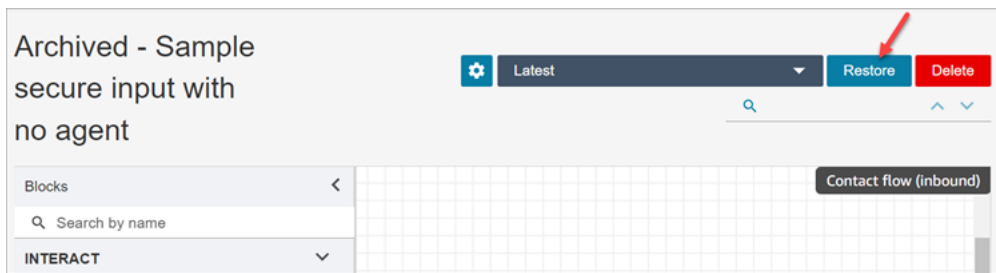 Archived - Sample
secure input with
no agent
Latest
Restore
Delete
Blocks
Contact flow (inbound)
Search by name
INTERACT